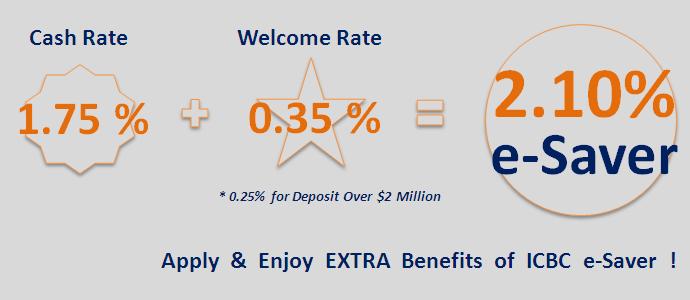 Cash Rate
Welcome Rate
1.75 % + 0.35 % = 2.10%
e-Saver
* 0.25% for Deposit Over $2 Million
Apply & Enjoy EXTRA Benefits of ICBC e-Saver !